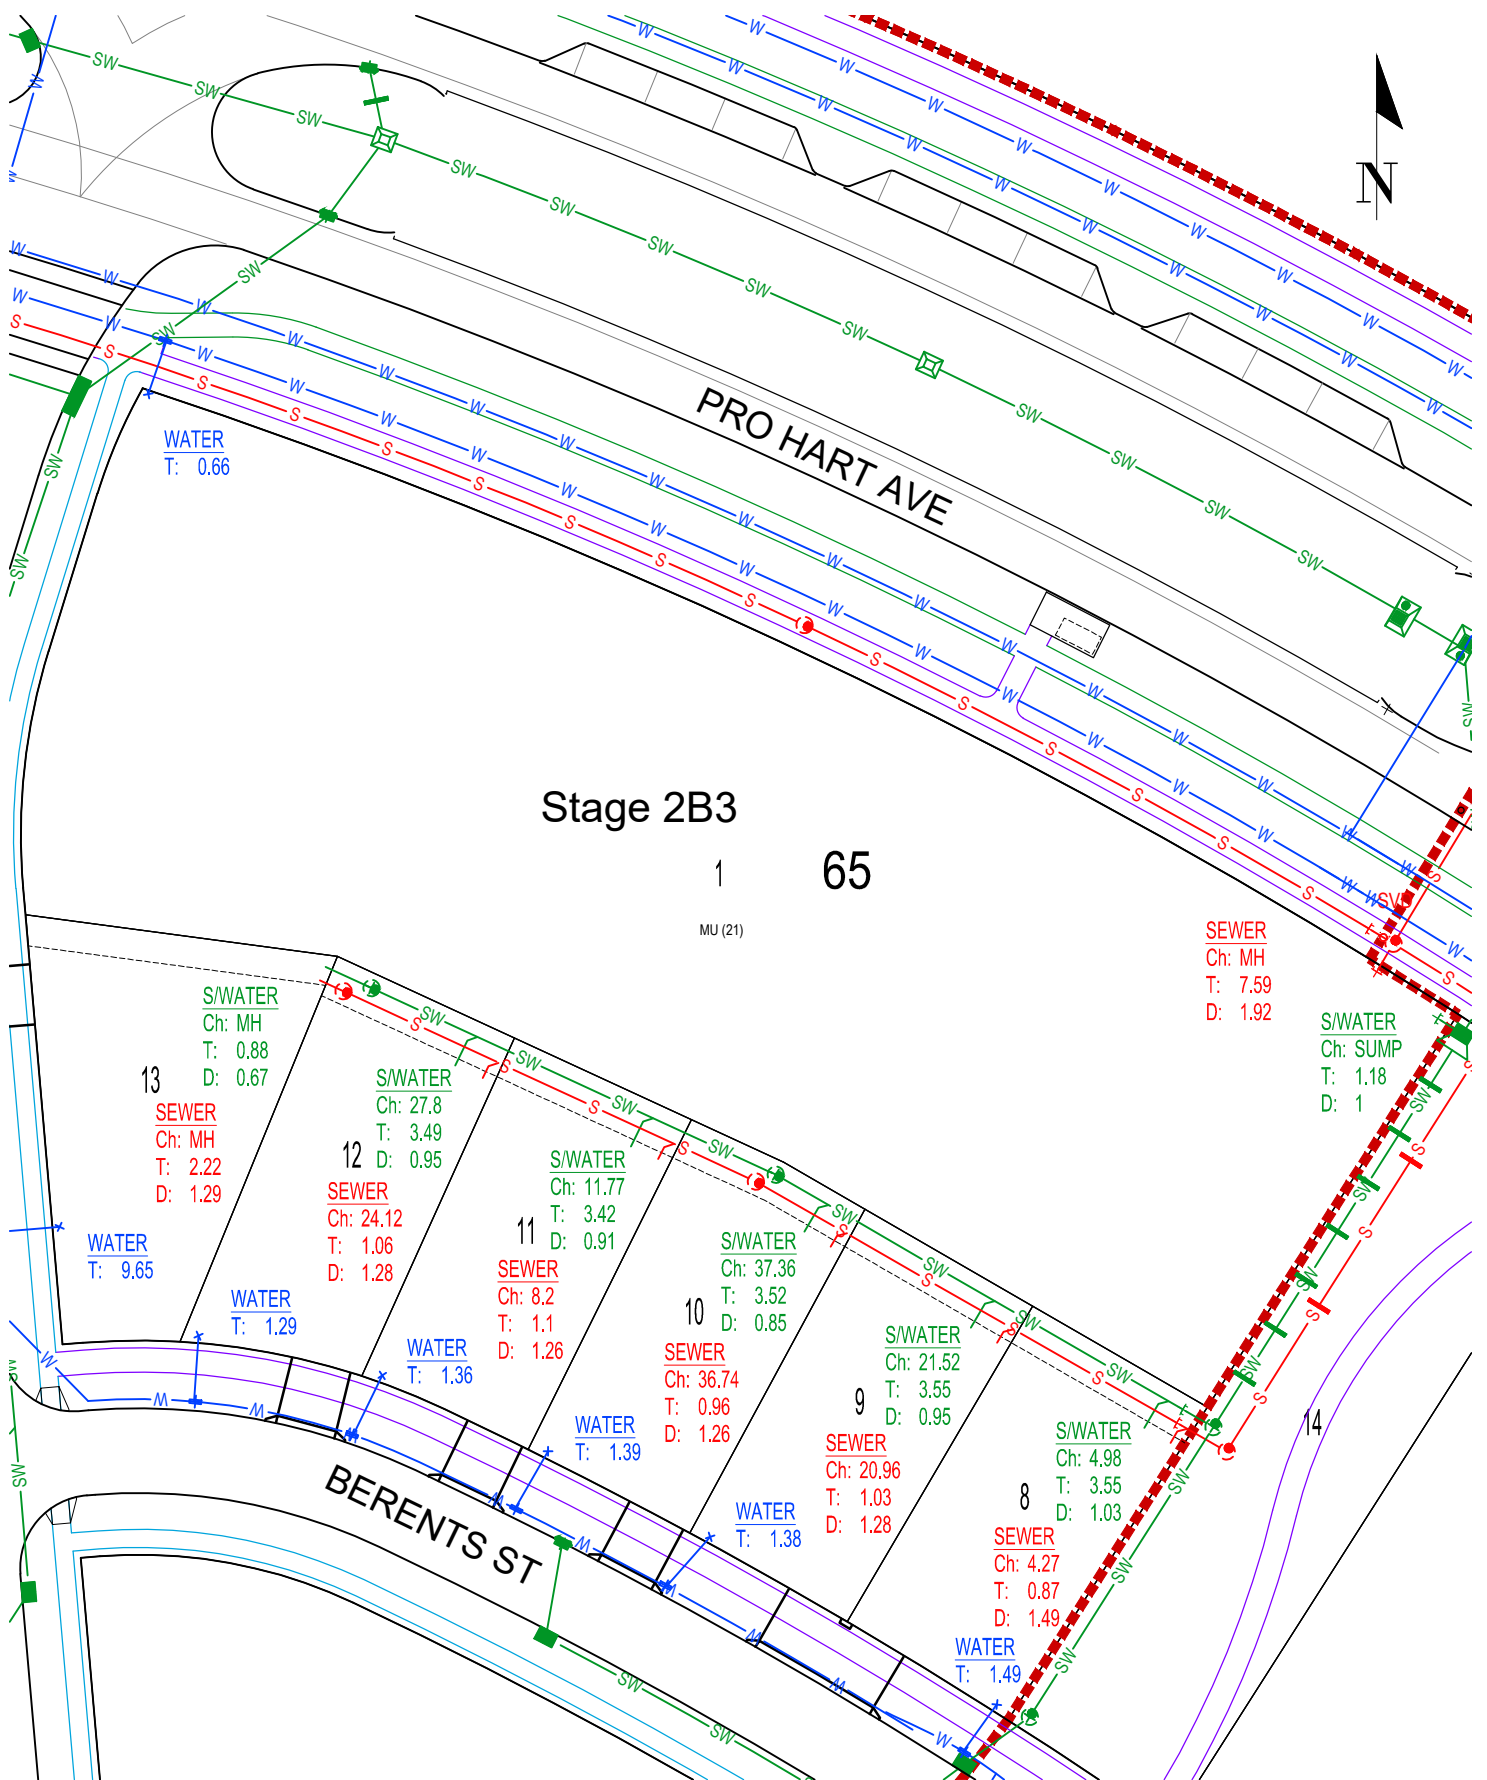 N
PRO HART AVE
WATER
T: 0.66
Stage 2B3
1
65
MU (21)
SEWER
Ch: MH
T: 7.59
D: 1.92
S/WATER
Ch: SUMP
T: 1.18
D: 1
13
S/WATER
Ch: MH
T: 0.88
D: 0.67
SEWER
Ch: MH
T: 2.22
D: 1.29
WATER
T: 9.65
12
S/WATER
Ch: 27.8
T: 3.49
D: 0.95
SEWER
Ch: 24.12
T: 1.06
D: 1.28
WATER
T: 1.29
11
S/WATER
Ch: 11.77
T: 3.42
D: 0.91
SEWER
Ch: 8.2
T: 1.1
D: 1.26
WATER
T: 1.36
10
S/WATER
Ch: 37.36
T: 3.52
D: 0.85
SEWER
Ch: 36.74
T: 0.96
D: 1.26
WATER
T: 1.39
9
S/WATER
Ch: 21.52
T: 3.55
D: 0.95
SEWER
Ch: 20.96
T: 1.03
D: 1.28
WATER
T: 1.38
8
S/WATER
Ch: 4.98
T: 3.55
D: 1.03
SEWER
Ch: 4.27
T: 0.87
D: 1.49
WATER
T: 1.49
14
BERENTS ST
SW
W
S